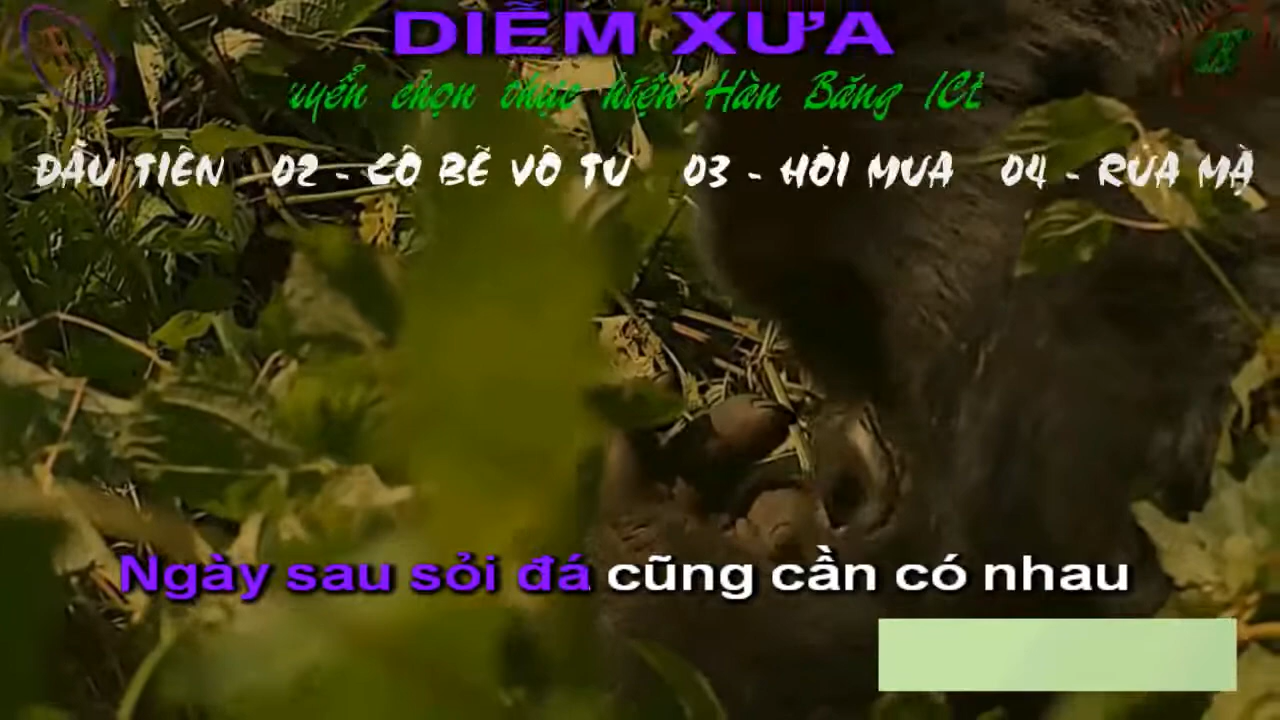 DIỄM XƯA
uyển chọn thực hiện Hàn Băng ICt
ĐẦU TIÊN 02 - CÔ BÉ VÔ TƯ 03 - HỎI MƯA 04 - RƯA MẶ
Ngày sau sỏi đá cũng cần có nhau